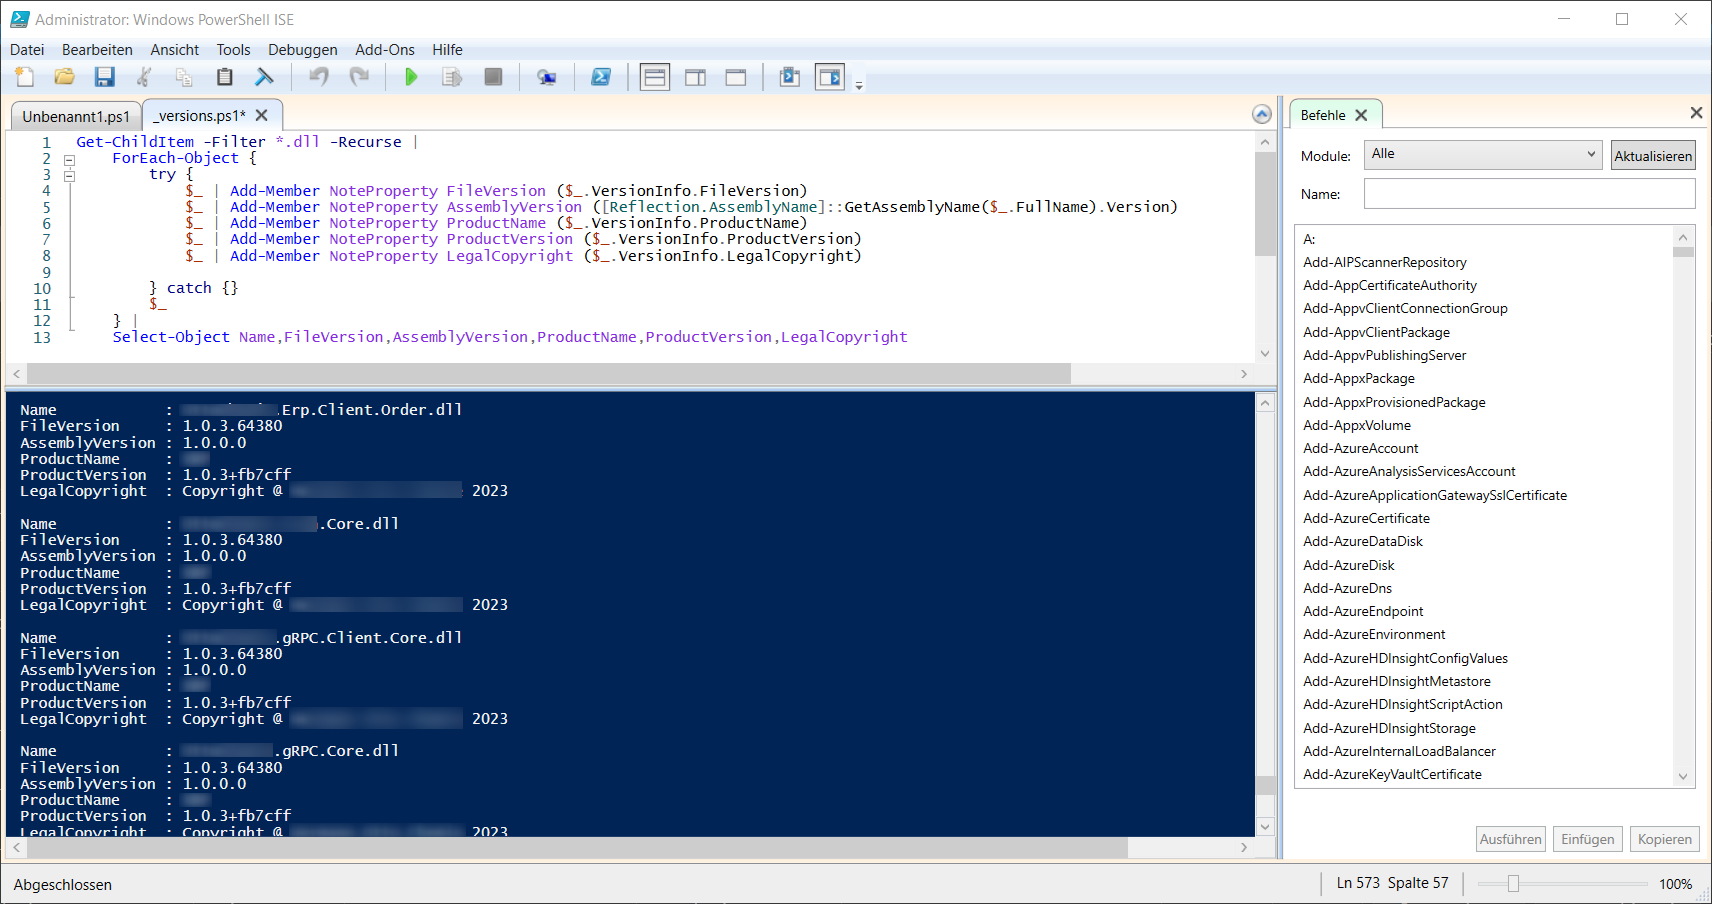 Administrator: Windows PowerShell ISE
Datei Bearbeiten Ansicht Tools Debuggen Add-Ons Hilfe
Unbenannt1.ps1 _versions.ps1*
1 Get-ChildItem -Filter *.dll -Recurse |
2 ForEach-Object {
3 try {
4 $_ | Add-Member NoteProperty FileVersion ($_.VersionInfo.FileVersion)
5 $_ | Add-Member NoteProperty AssemblyVersion ([Reflection.AssemblyName]::GetAssemblyName($_.FullName).Version)
6 $_ | Add-Member NoteProperty ProductName ($_.VersionInfo.ProductName)
7 $_ | Add-Member NoteProperty ProductVersion ($_.VersionInfo.ProductVersion)
8 $_ | Add-Member NoteProperty LegalCopyright ($_.VersionInfo.LegalCopyright)
9
10 } catch {}
11 $_
12 } |
13 Select-Object Name,FileVersion,AssemblyVersion,ProductName,ProductVersion,LegalCopyright
Name : .Erp.Client.Order.dll
FileVersion : 1.0.3.64380
AssemblyVersion : 1.0.0.0
ProductName :
ProductVersion : 1.0.3+fb7cff
LegalCopyright : Copyright @ 2023
Name : .Core.dll
FileVersion : 1.0.3.64380
AssemblyVersion : 1.0.0.0
ProductName :
ProductVersion : 1.0.3+fb7cff
LegalCopyright : Copyright @ 2023
Name : .gRPC.Client.Core.dll
FileVersion : 1.0.3.64380
AssemblyVersion : 1.0.0.0
ProductName :
ProductVersion : 1.0.3+fb7cff
LegalCopyright : Copyright @ 2023
Name : .gRPC.Core.dll
FileVersion : 1.0.3.64380
AssemblyVersion : 1.0.0.0
ProductName :
ProductVersion : 1.0.3+fb7cff
LegalCopyright : Copyright @ 2023
Befehle
Module: Alle Aktualisieren
Name:
A:
Add-AIPScannerRepository
Add-AppCertificateAuthority
Add-AppvClientConnectionGroup
Add-AppvClientPackage
Add-AppvPublishingServer
Add-AppxPackage
Add-AppxProvisionedPackage
Add-AppxVolume
Add-AzureAccount
Add-AzureAnalysisServicesAccount
Add-AzureApplicationGatewaySslCertificate
Add-AzureCertificate
Add-AzureDataDisk
Add-AzureDisk
Add-AzureDns
Add-AzureEndpoint
Add-AzureEnvironment
Add-AzureHDInsightConfigValues
Add-AzureHDInsightMetastore
Add-AzureHDInsightScriptAction
Add-AzureHDInsightStorage
Add-AzureInternalLoadBalancer
Add-AzureKeyVaultCertificate
Ausführen Einfügen Kopieren
Abgeschlossen Ln 573 Spalte 57 100%